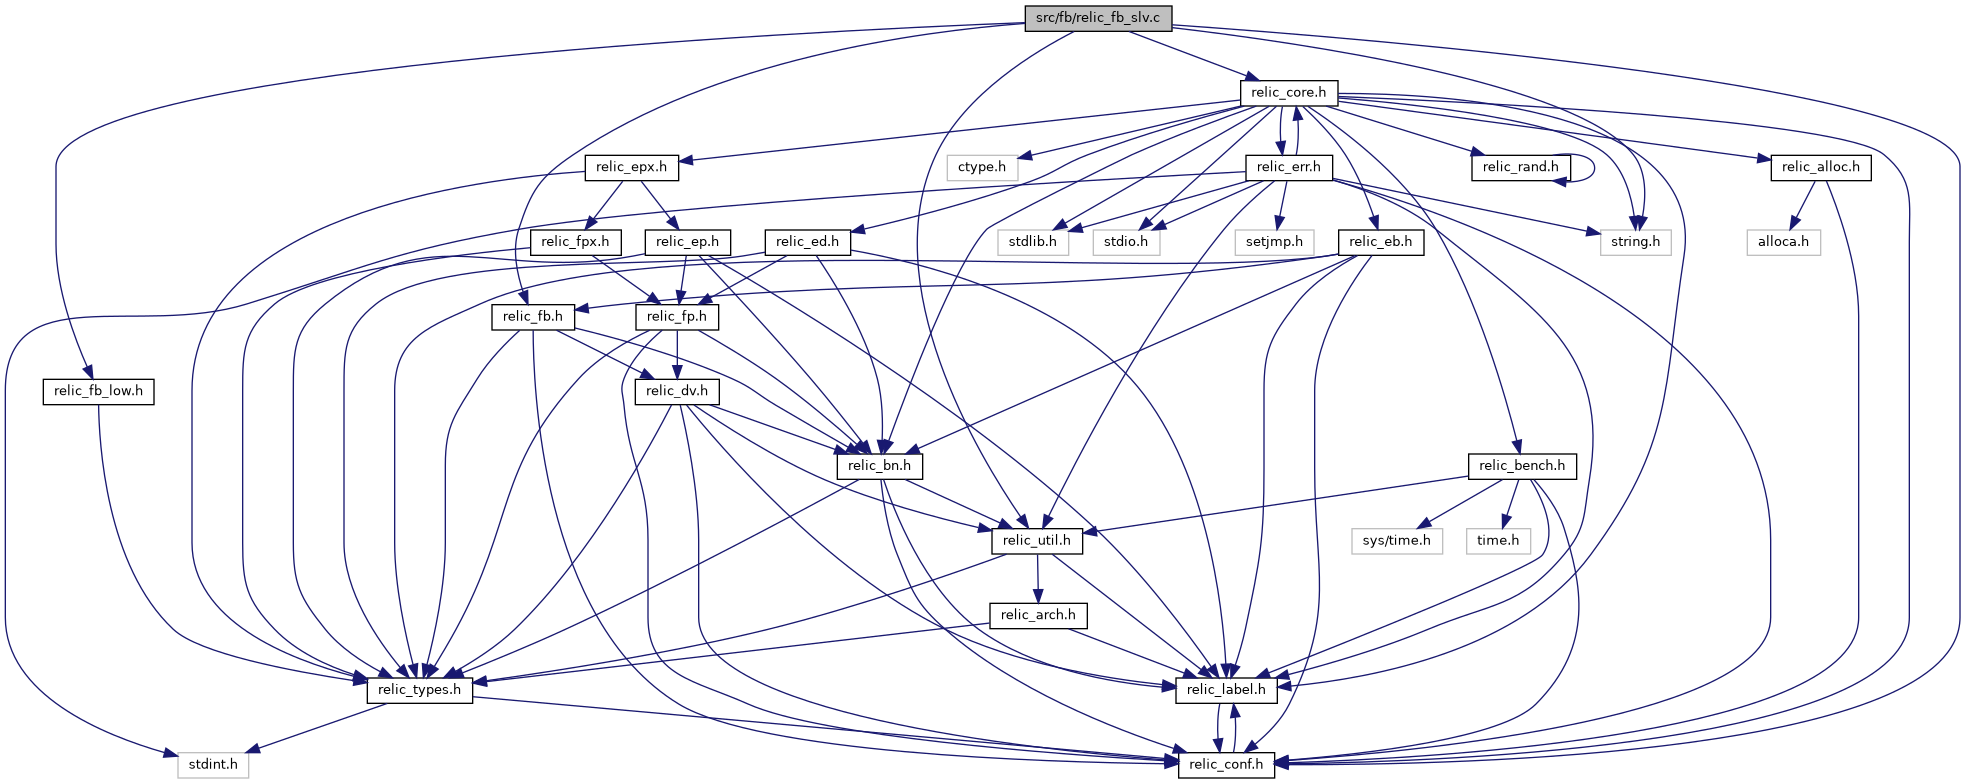 src/fb/relic_fb_slv.c
relic_core.h
relic_epx.h
ctype.h
relic_err.h
relic_rand.h
relic_alloc.h
relic_fpx.h
relic_ep.h
relic_ed.h
stdlib.h
stdio.h
setjmp.h
relic_eb.h
string.h
alloca.h
relic_fb.h
relic_fp.h
relic_fb_low.h
relic_dv.h
relic_bn.h
relic_bench.h
relic_util.h
sys/time.h
time.h
relic_arch.h
relic_types.h
relic_label.h
stdint.h
relic_conf.h